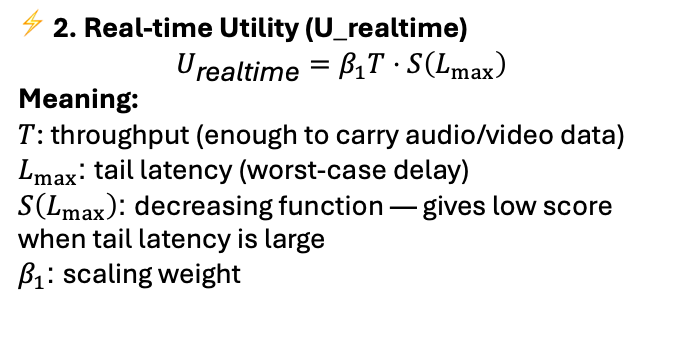 ⚡ 2. Real-time Utility (U_realtime)
U_realtime = β₁T · S(L_max)
Meaning:
T: throughput (enough to carry audio/video data)
L_max: tail latency (worst-case delay)
S(L_max): decreasing function — gives low score
when tail latency is large
β₁: scaling weight